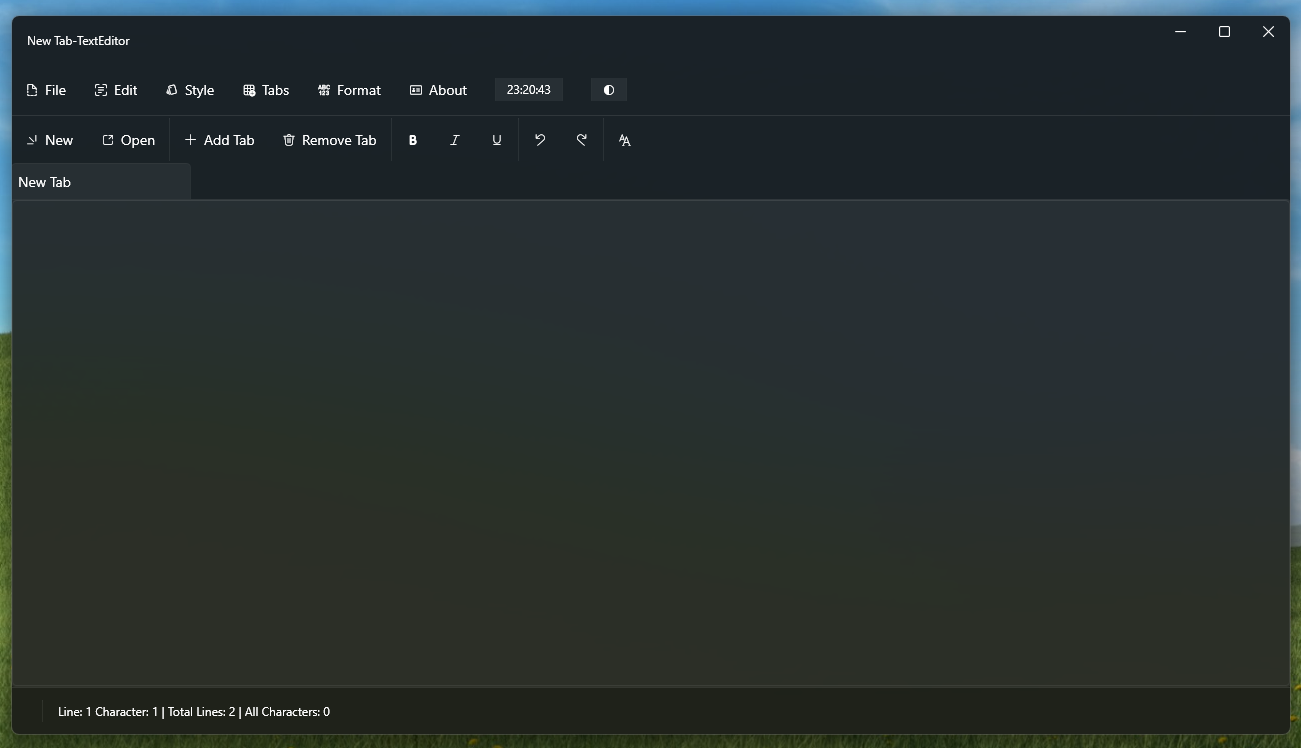 New Tab-TextEditor
File Edit Style Tabs Format About 23:20:43
New Open Add Tab Remove Tab B I U
New Tab
Line: 1 Character: 1 | Total Lines: 2 | All Characters: 0